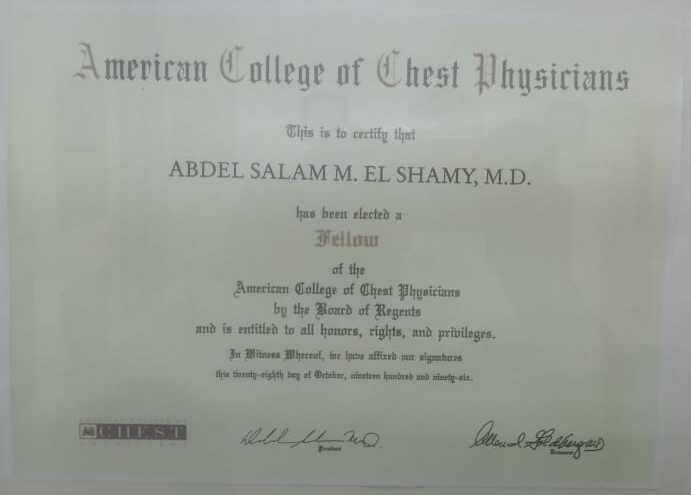 American College of Chest Physicians
This is to certify that
ABDEL SALAM M. EL SHAMY, M.D.
has been elected a
Fellow
of the
American College of Chest Physicians
by the Board of Regents
and is entitled to all honors, rights, and privileges.
In Witness Whereof, we have affixed our signatures
this twenty-eighth day of October, nineteen hundred and ninety-six.
CHEST
President